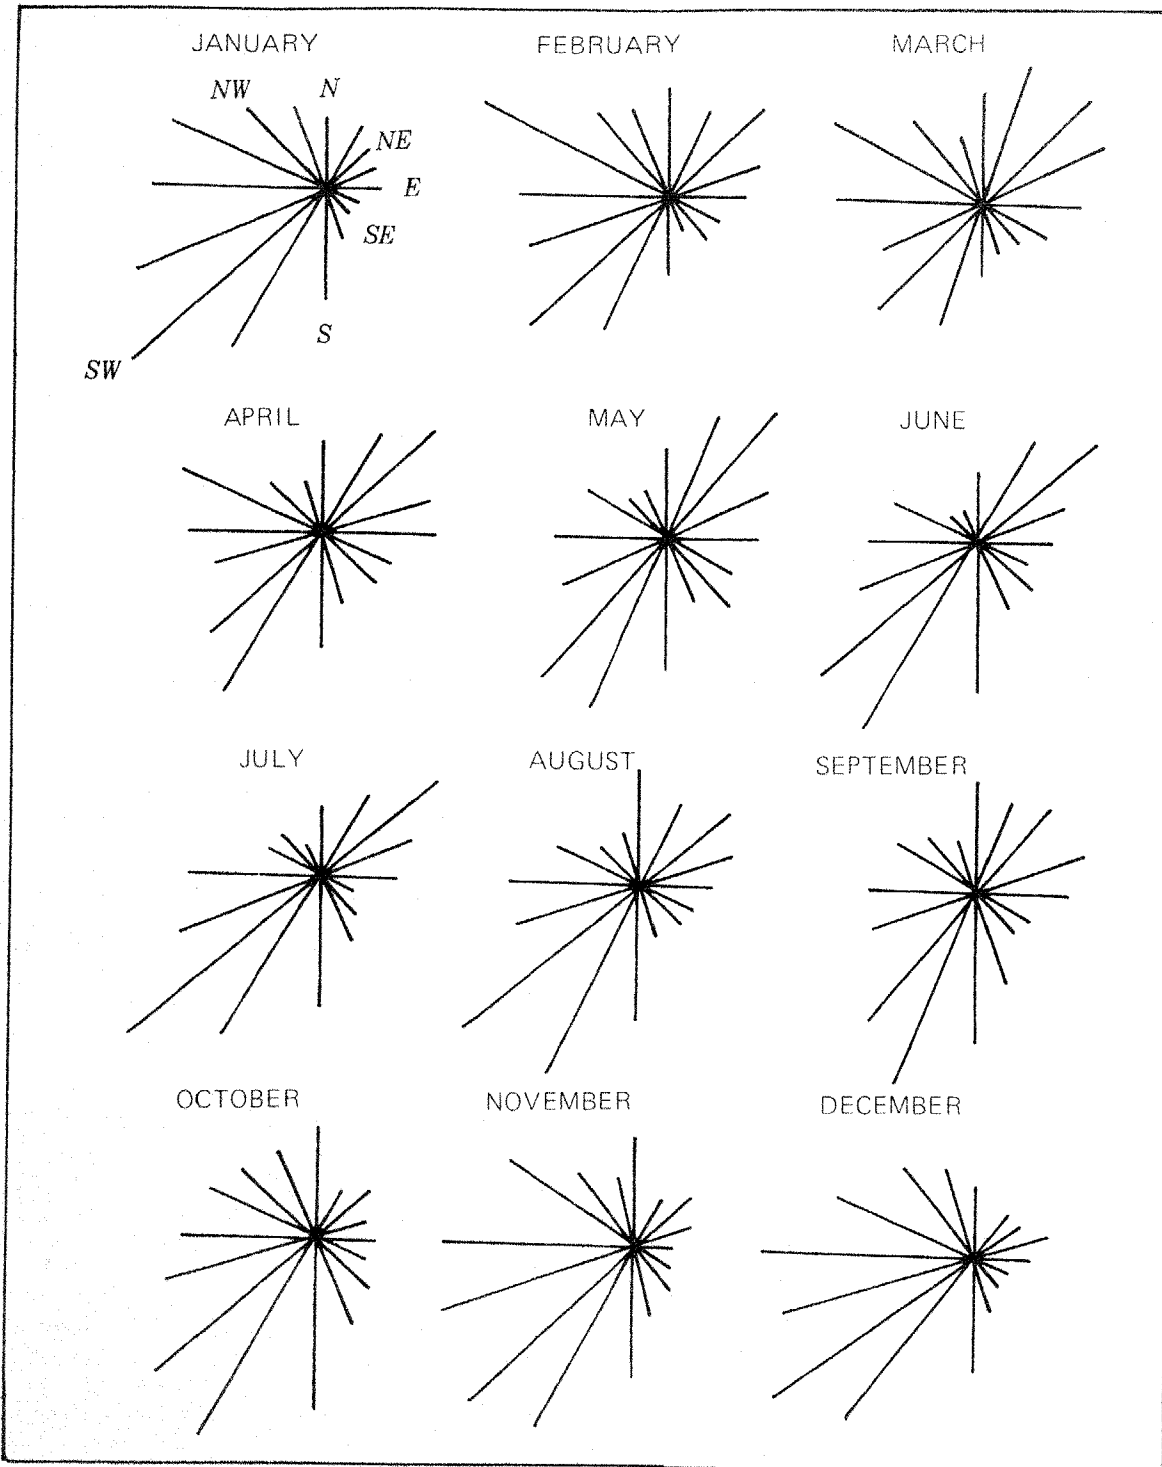 JANUARY FEBRUARY MARCH
NW N
NE
E
SE
S
SW
APRIL MAY JUNE
JULY AUGUST SEPTEMBER
OCTOBER NOVEMBER DECEMBER